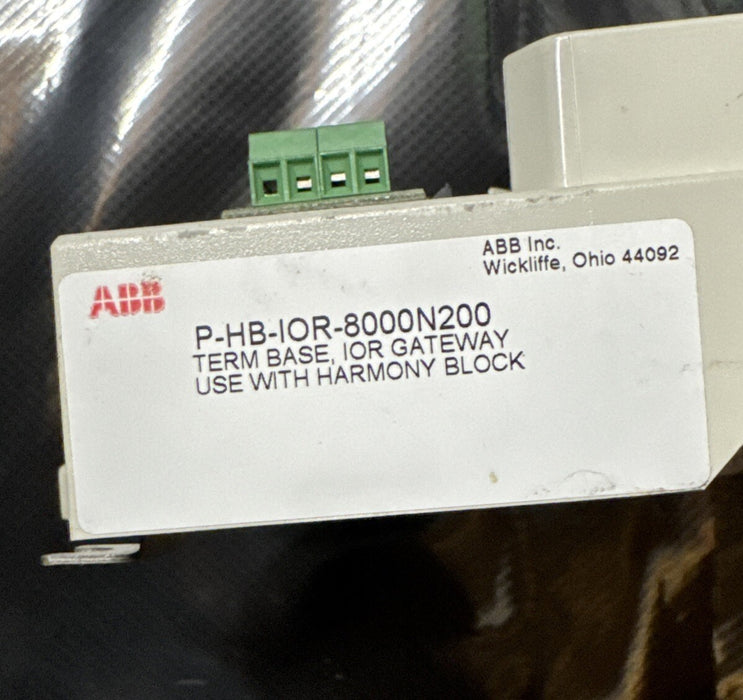 ABB Inc.
Wickliffe, Ohio 44092
ABB
P-HB-IOR-8000N200
TERM BASE, IOR GATEWAY
USE WITH HARMONY BLOCK